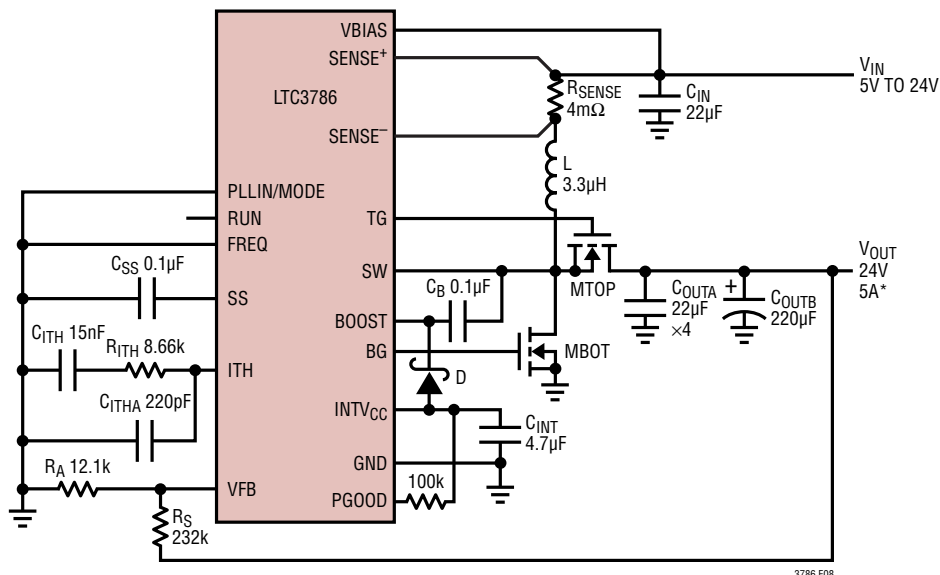 VBIAS
SENSE+
LTC3786
SENSE–
PLLIN/MODE
RUN
FREQ
SS
ITH
VFB
TG
SW
BOOST
BG
INTVCC
GND
PGOOD
RSENSE
4mΩ
CIN
22µF
VIN
5V TO 24V
L
3.3µH
MTOP
VOUT
24V
5A*
COUTA
22µF
×4
+
COUTB
220µF
CB 0.1µF
MBOT
D
CINT
4.7µF
100k
CSS 0.1µF
CITH 15nF
RITH 8.66k
CITHA 220pF
RA 12.1k
RS
232k
3786 F08